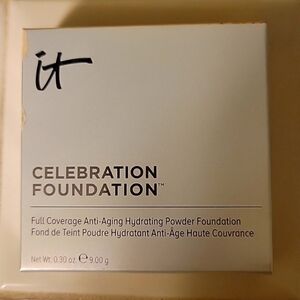 it
CELEBRATION
FOUNDATION™
Full Coverage Anti-Aging Hydrating Powder Foundation
Fond de Teint Poudre Hydratant Anti-Âge Haute Couvrance
Net Wt. 0.30 oz. ℮ 9.00 g